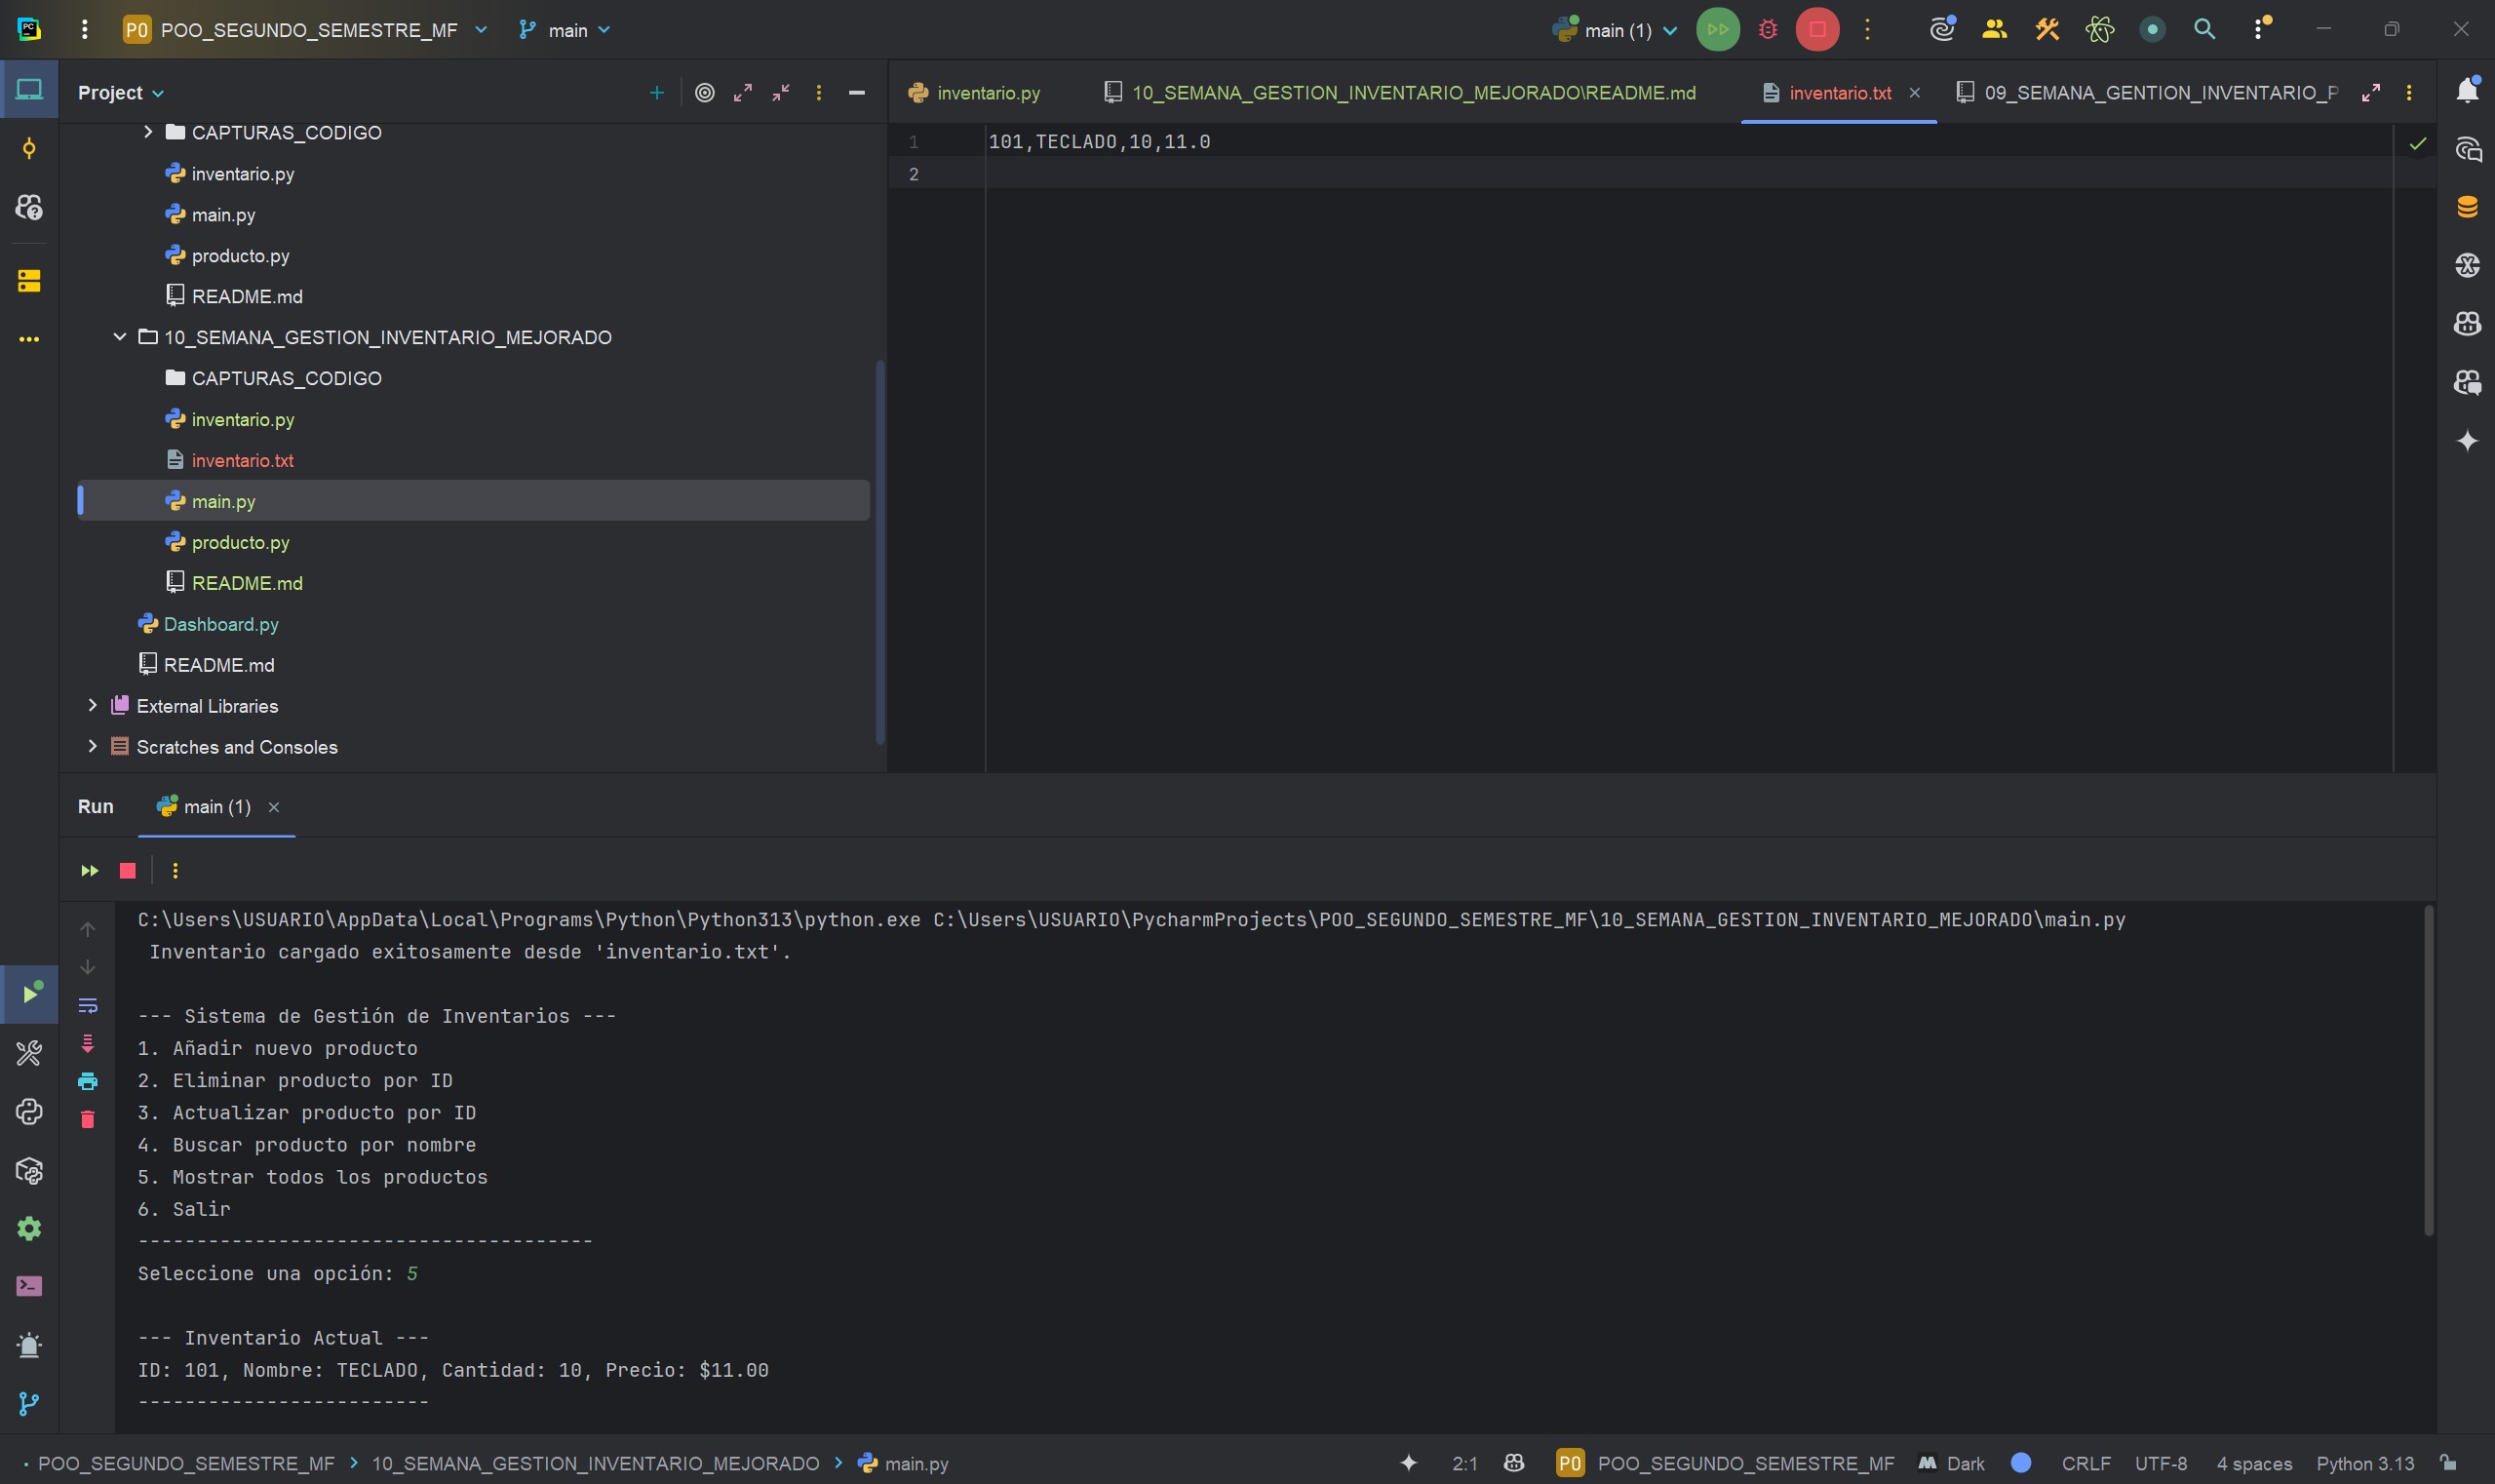 PC
PO POO_SEGUNDO_SEMESTRE_MF main main (1)
Project
CAPTURAS_CODIGO
inventario.py
main.py
producto.py
README.md
10_SEMANA_GESTION_INVENTARIO_MEJORADO
CAPTURAS_CODIGO
inventario.py
inventario.txt
main.py
producto.py
README.md
Dashboard.py
README.md
External Libraries
Scratches and Consoles
inventario.py 10_SEMANA_GESTION_INVENTARIO_MEJORADO\README.md inventario.txt 09_SEMANA_GENTION_INVENTARIO_P
1 101,TECLADO,10,11.0
2
Run main (1)
C:\Users\USUARIO\AppData\Local\Programs\Python\Python313\python.exe C:\Users\USUARIO\PycharmProjects\POO_SEGUNDO_SEMESTRE_MF\10_SEMANA_GESTION_INVENTARIO_MEJORADO\main.py
Inventario cargado exitosamente desde 'inventario.txt'.
--- Sistema de Gestión de Inventarios ---
1. Añadir nuevo producto
2. Eliminar producto por ID
3. Actualizar producto por ID
4. Buscar producto por nombre
5. Mostrar todos los productos
6. Salir
---------------------------------------
Seleccione una opción: 5
--- Inventario Actual ---
ID: 101, Nombre: TECLADO, Cantidad: 10, Precio: $11.00
-------------------------
POO_SEGUNDO_SEMESTRE_MF 10_SEMANA_GESTION_INVENTARIO_MEJORADO main.py 2:1 PO POO_SEGUNDO_SEMESTRE_MF Dark CRLF UTF-8 4 spaces Python 3.13